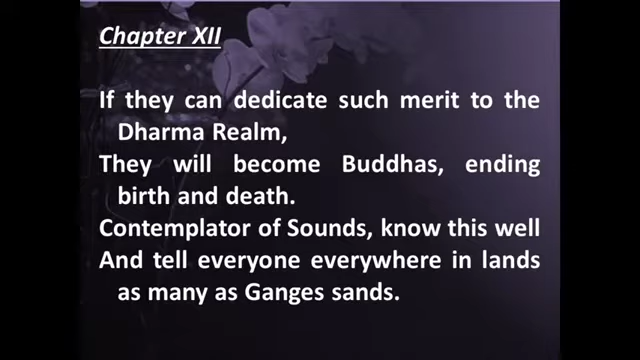 Chapter XII
If they can dedicate such merit to the
Dharma Realm,
They will become Buddhas, ending
birth and death.
Contemplator of Sounds, know this well
And tell everyone everywhere in lands
as many as Ganges sands.